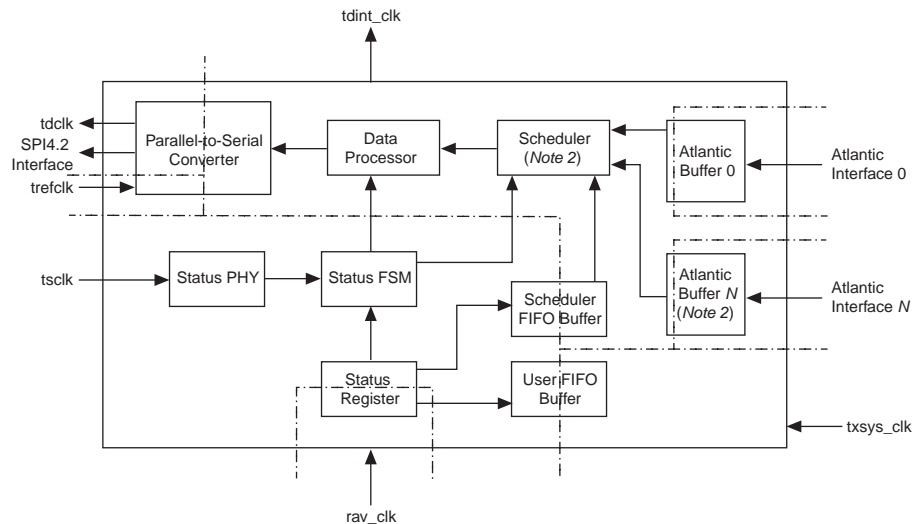 tdint_clk
tdclk
SPI4.2
Interface
trefclk
Parallel-to-Serial
Converter
Data
Processor
Scheduler
(Note 2)
Atlantic
Buffer 0
Atlantic
Interface 0
tsclk
Status PHY
Status FSM
Scheduler
FIFO Buffer
Atlantic
Buffer N
(Note 2)
Atlantic
Interface N
Status
Register
User FIFO
Buffer
txsys_clk
rav_clk